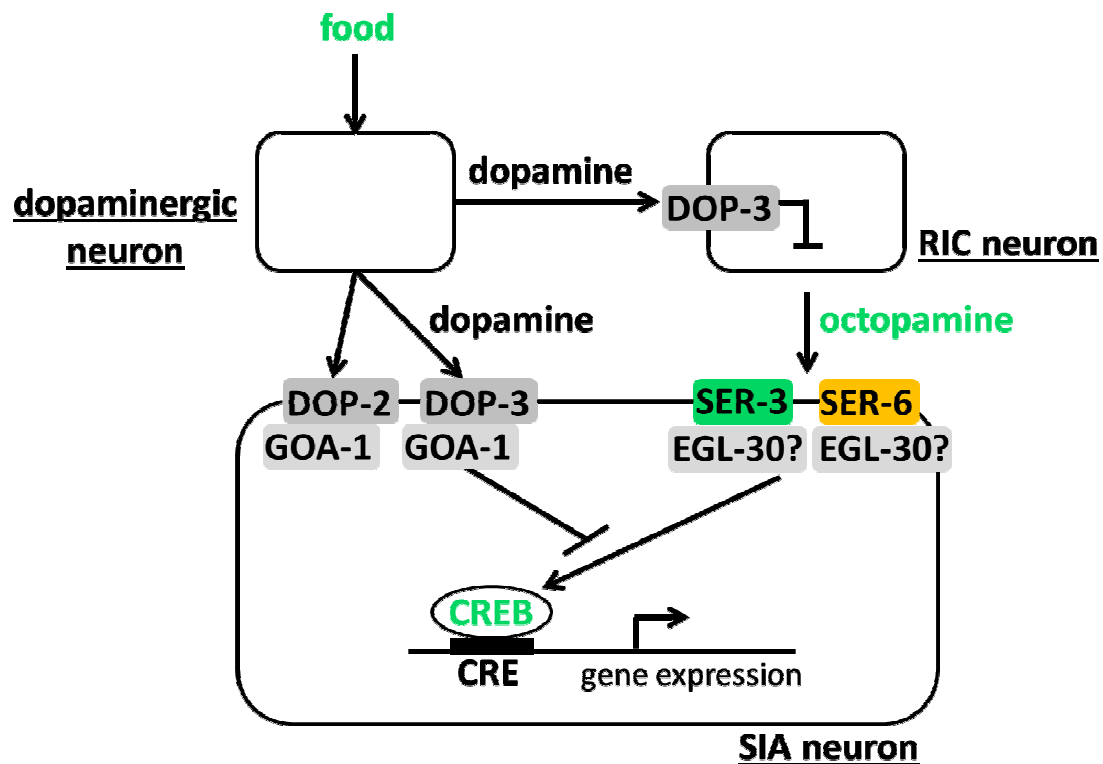 food
dopamine
dopaminergic
neuron
DOP-3
RIC neuron
dopamine
octopamine
DOP-2
DOP-3
SER-3
SER-6
GOA-1
GOA-1
EGL-30?
EGL-30?
CREB
CRE
gene expression
SIA neuron